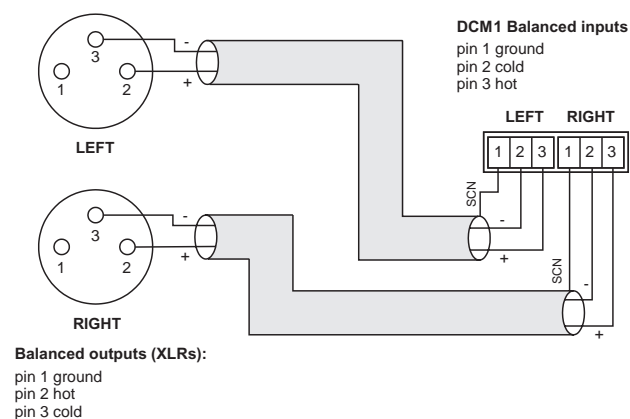 DCM1 Balanced inputs
pin 1 ground
pin 2 cold
pin 3 hot
LEFT RIGHT
1 2 3 1 2 3
3
1
2
-
+
LEFT
SCN
-
+
3
1
2
-
+
RIGHT
SCN
-
+
Balanced outputs (XLRs):
pin 1 ground
pin 2 hot
pin 3 cold